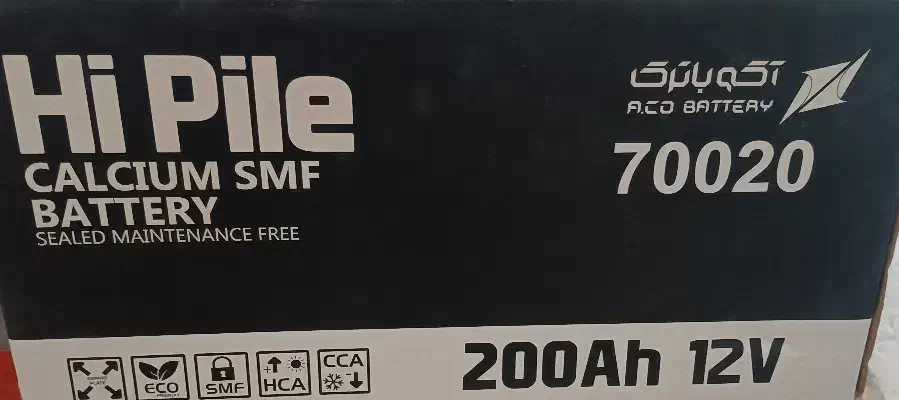 Hi Pile
CALCIUM SMF
BATTERY
SEALED MAINTENANCE FREE
آکو باتری
A.CO BATTERY
70020
ECO
SMF
HCA
CCA
200Ah 12V